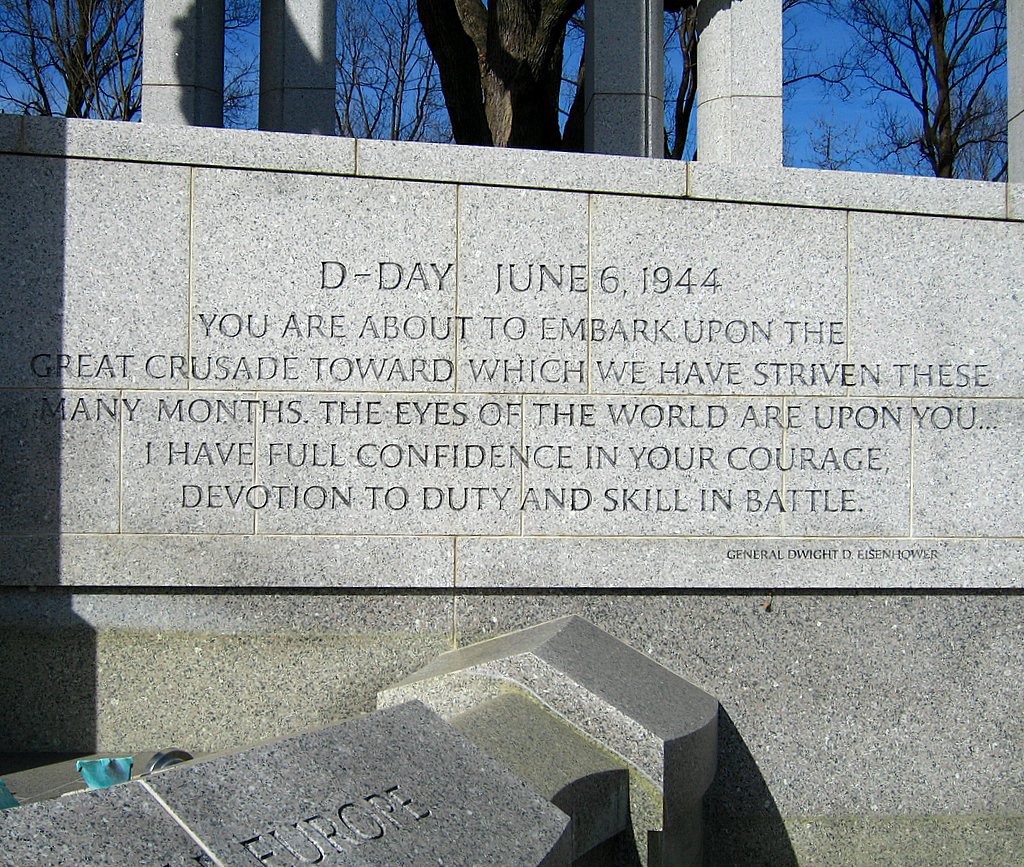 D-DAY JUNE 6, 1944
YOU ARE ABOUT TO EMBARK UPON THE
GREAT CRUSADE TOWARD WHICH WE HAVE STRIVEN THESE
MANY MONTHS. THE EYES OF THE WORLD ARE UPON YOU...
I HAVE FULL CONFIDENCE IN YOUR COURAGE,
DEVOTION TO DUTY AND SKILL IN BATTLE.
GENERAL DWIGHT D. EISENHOWER
EUROPE